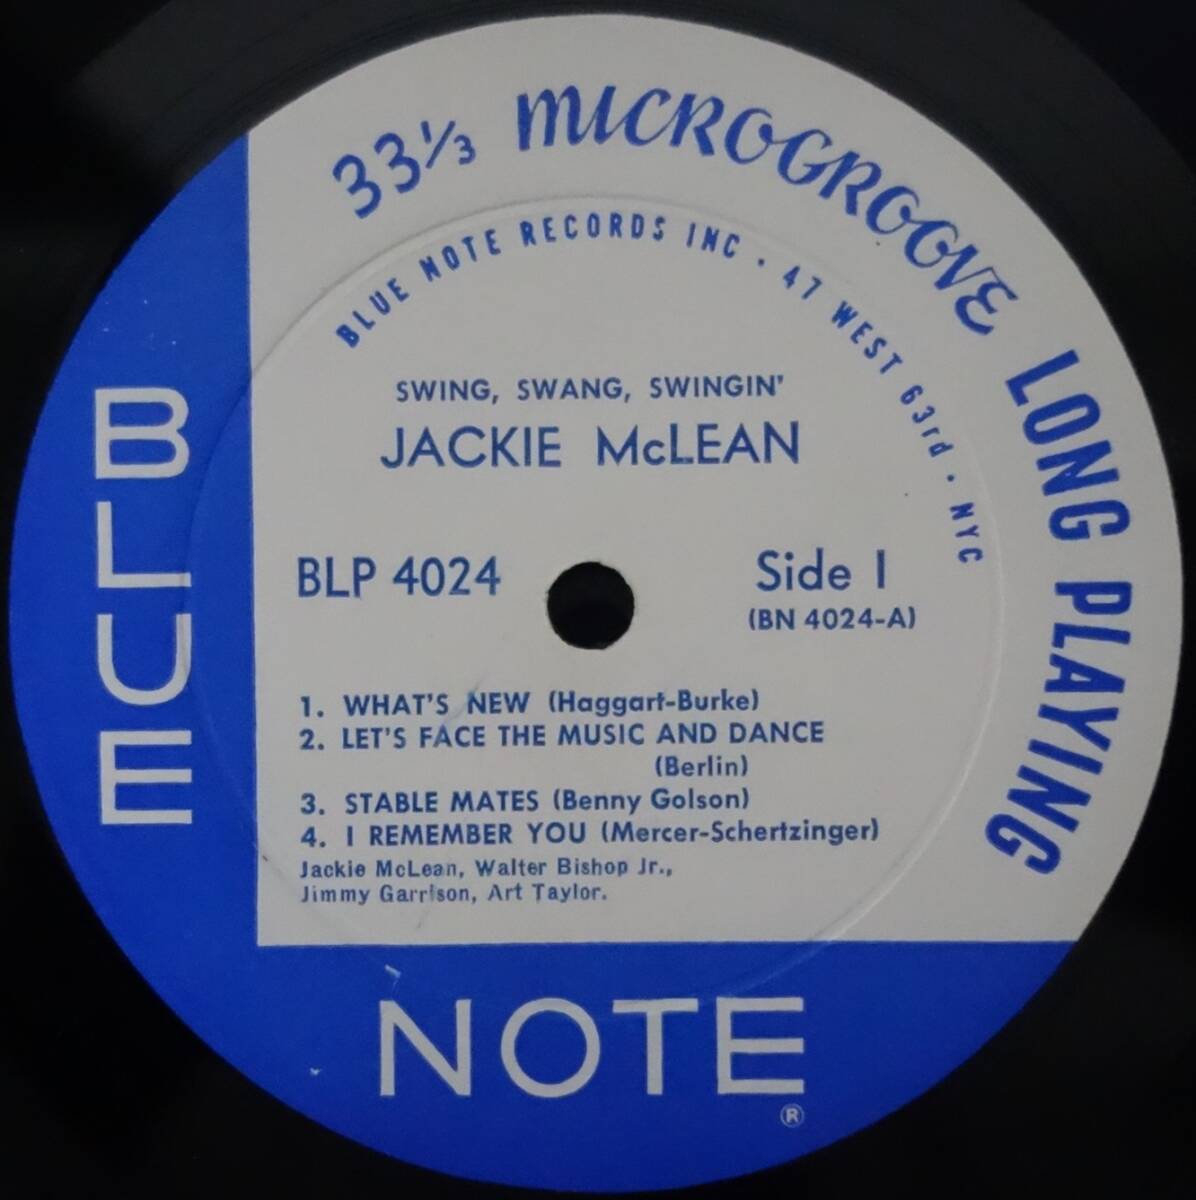 33⅓ MICROGROOVE LONG PLAYING
BLUE NOTE RECORDS INC · 47 WEST 63rd · NYC
SWING, SWANG, SWINGIN'
JACKIE McLEAN
BLP 4024
Side 1
(BN 4024-A)
1. WHAT'S NEW (Haggart-Burke)
2. LET'S FACE THE MUSIC AND DANCE
(Berlin)
3. STABLE MATES (Benny Golson)
4. I REMEMBER YOU (Mercer-Schertzinger)
Jackie McLean, Walter Bishop Jr.,
Jimmy Garrison, Art Taylor.
BLUE
NOTE
®